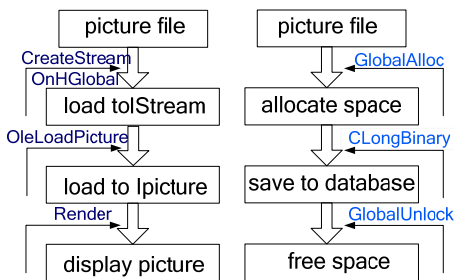 picture file
CreateStream
OnHGlobal
load tolStream
OleLoadPicture
load to Ipicture
Render
display picture
picture file
GlobalAlloc
allocate space
CLongBinary
save to database
GlobalUnlock
free space